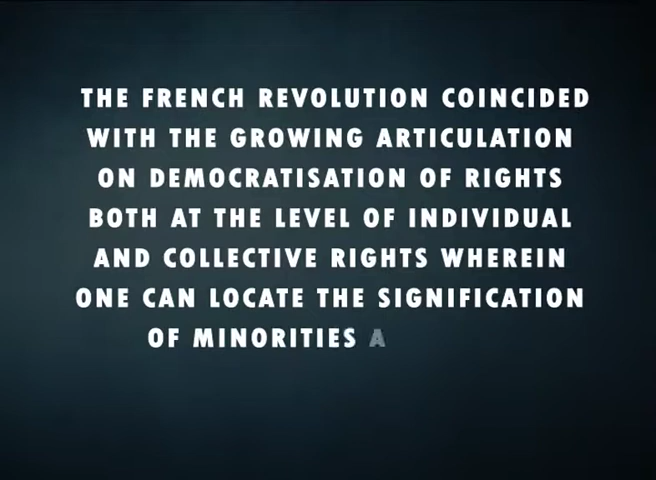 THE FRENCH REVOLUTION COINCIDED
WITH THE GROWING ARTICULATION
ON DEMOCRATISATION OF RIGHTS
BOTH AT THE LEVEL OF INDIVIDUAL
AND COLLECTIVE RIGHTS WHEREIN
ONE CAN LOCATE THE SIGNIFICATION
OF MINORITIES A